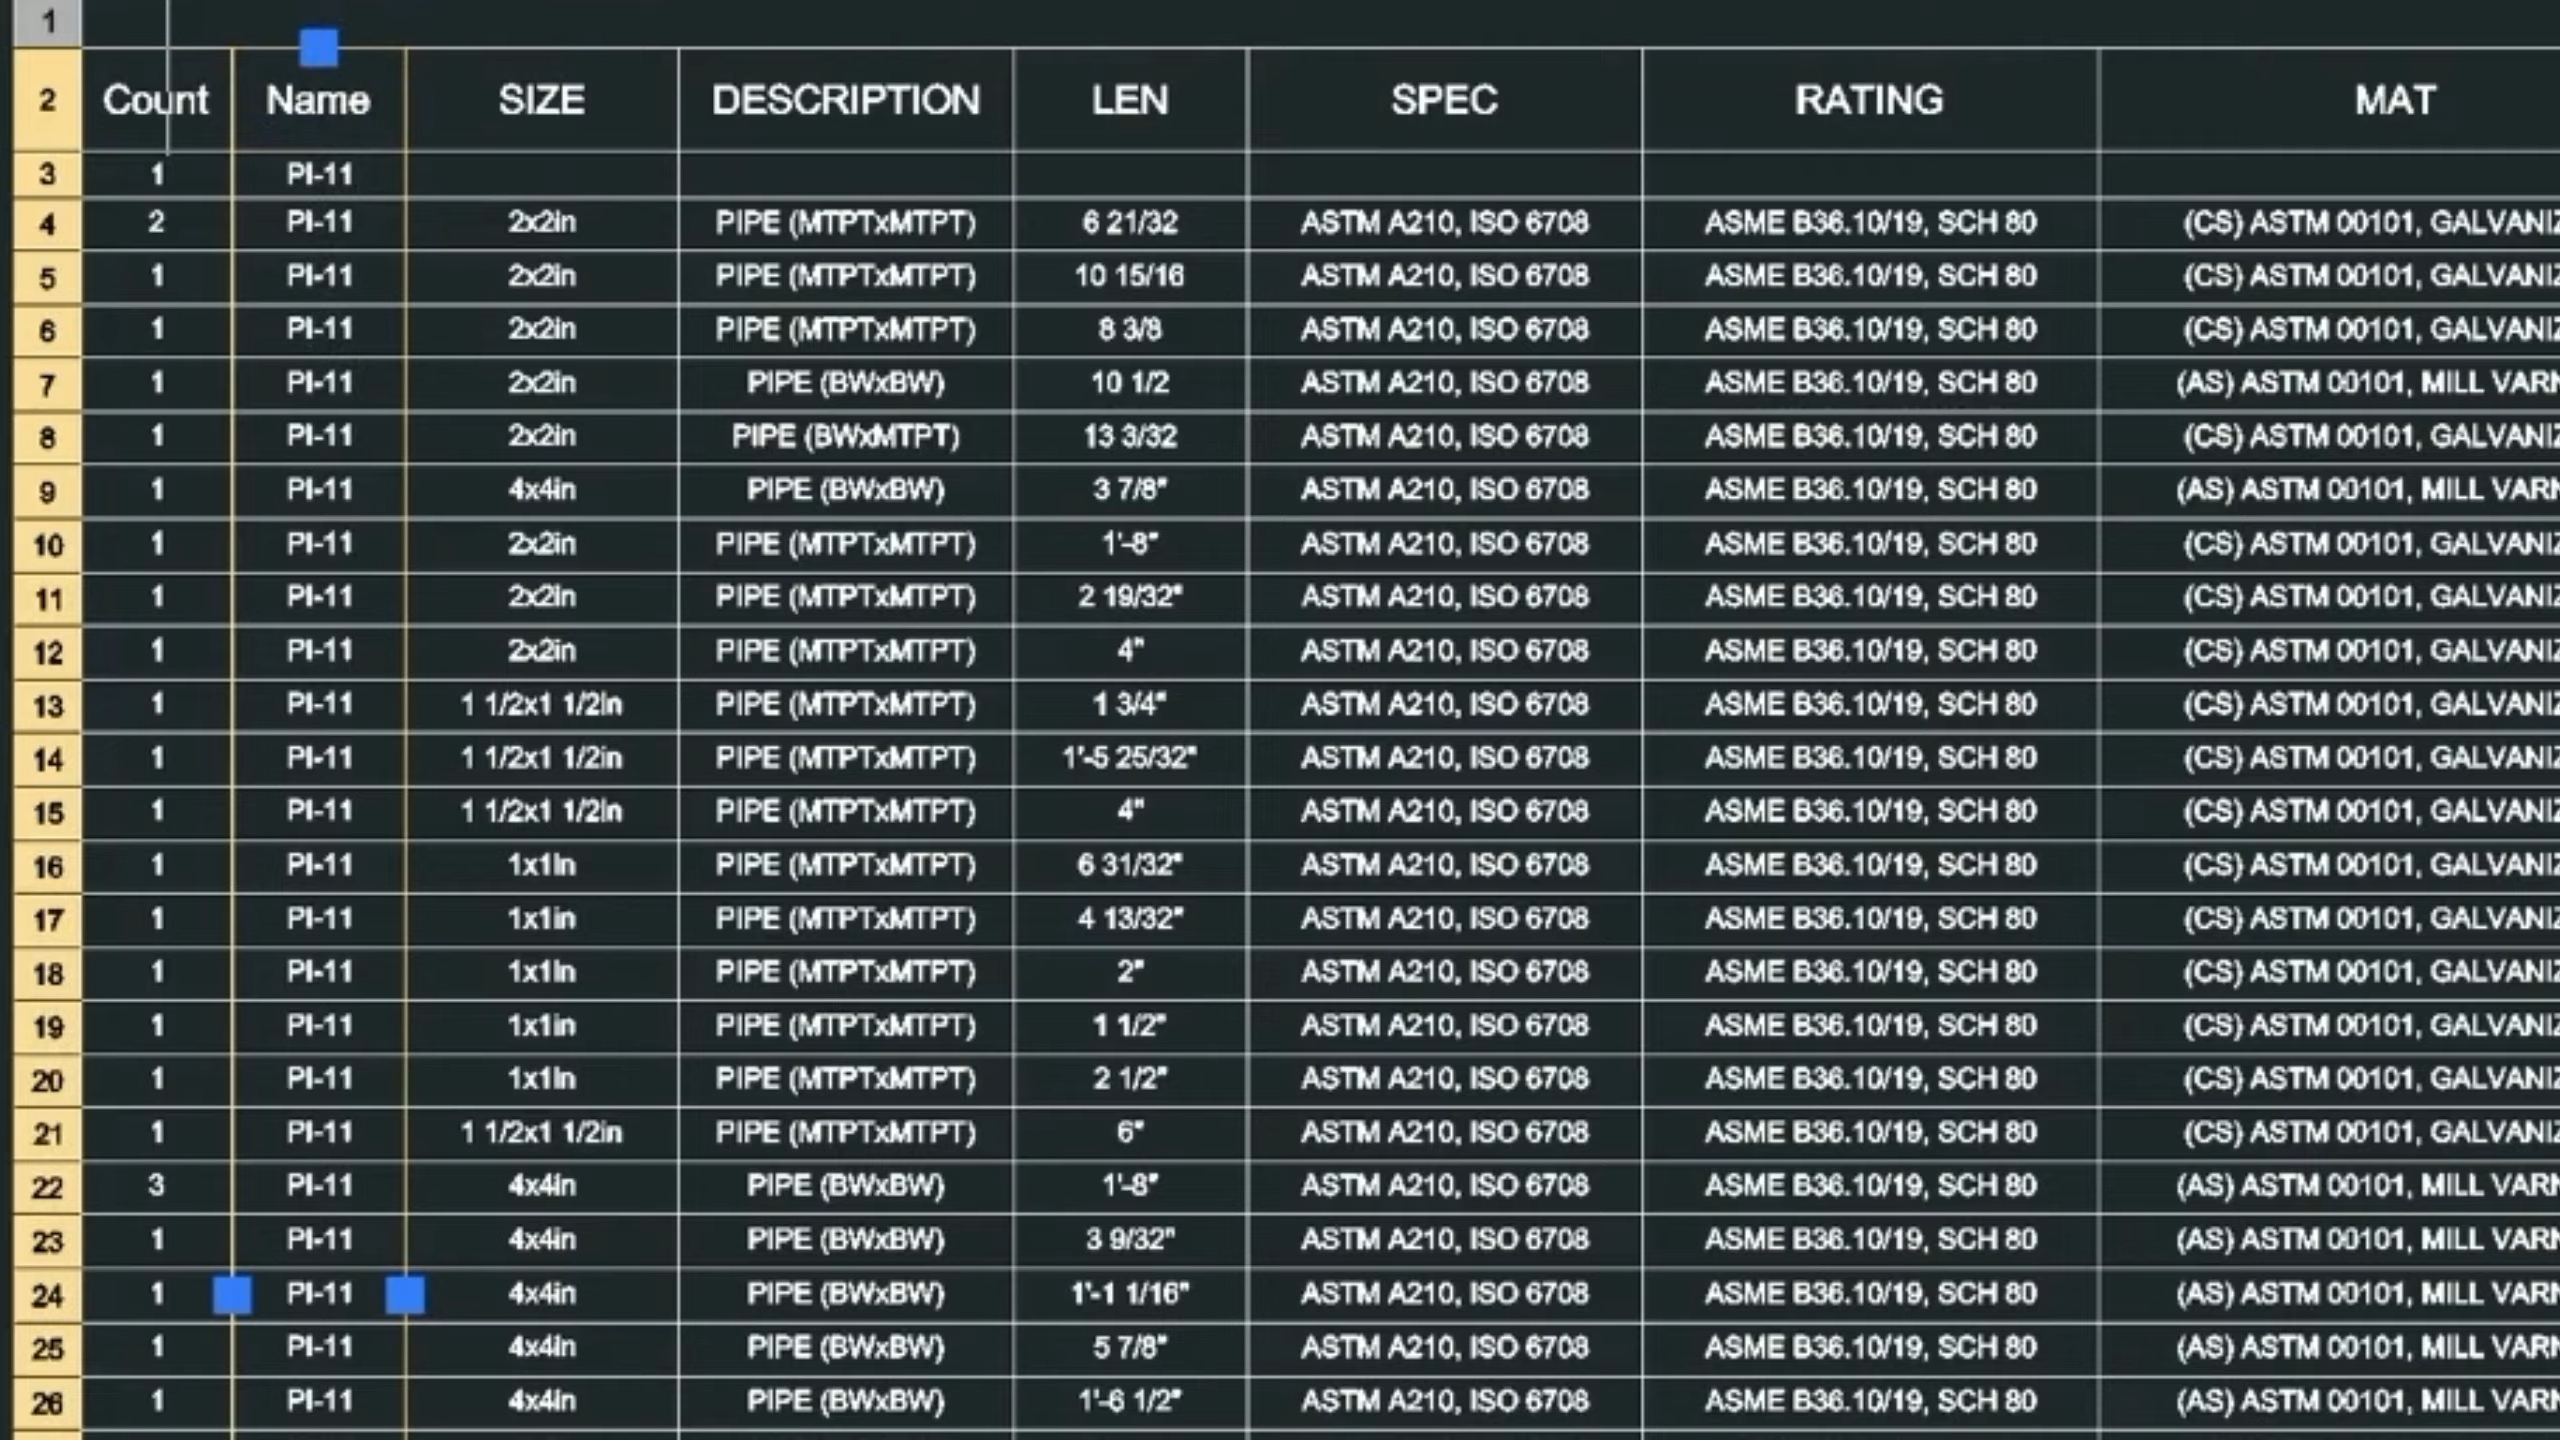 1
2 Count Name SIZE DESCRIPTION LEN SPEC RATING MAT
3 1 PI-11
4 2 PI-11 2x2in PIPE (MTPTxMTPT) 6 21/32 ASTM A210, ISO 6708 ASME B36.10/19, SCH 80 (CS) ASTM 00101, GALVANIZ
5 1 PI-11 2x2in PIPE (MTPTxMTPT) 10 15/16 ASTM A210, ISO 6708 ASME B36.10/19, SCH 80 (CS) ASTM 00101, GALVANIZ
6 1 PI-11 2x2in PIPE (MTPTxMTPT) 8 3/8 ASTM A210, ISO 6708 ASME B36.10/19, SCH 80 (CS) ASTM 00101, GALVANIZ
7 1 PI-11 2x2in PIPE (BWxBW) 10 1/2 ASTM A210, ISO 6708 ASME B36.10/19, SCH 80 (AS) ASTM 00101, MILL VARN
8 1 PI-11 2x2in PIPE (BWxMTPT) 13 3/32 ASTM A210, ISO 6708 ASME B36.10/19, SCH 80 (CS) ASTM 00101, GALVANIZ
9 1 PI-11 4x4in PIPE (BWxBW) 3 7/8" ASTM A210, ISO 6708 ASME B36.10/19, SCH 80 (AS) ASTM 00101, MILL VARN
10 1 PI-11 2x2in PIPE (MTPTxMTPT) 1'-8" ASTM A210, ISO 6708 ASME B36.10/19, SCH 80 (CS) ASTM 00101, GALVANIZ
11 1 PI-11 2x2in PIPE (MTPTxMTPT) 2 19/32" ASTM A210, ISO 6708 ASME B36.10/19, SCH 80 (CS) ASTM 00101, GALVANIZ
12 1 PI-11 2x2in PIPE (MTPTxMTPT) 4" ASTM A210, ISO 6708 ASME B36.10/19, SCH 80 (CS) ASTM 00101, GALVANIZ
13 1 PI-11 1 1/2x1 1/2in PIPE (MTPTxMTPT) 1 3/4" ASTM A210, ISO 6708 ASME B36.10/19, SCH 80 (CS) ASTM 00101, GALVANIZ
14 1 PI-11 1 1/2x1 1/2in PIPE (MTPTxMTPT) 1'-5 25/32" ASTM A210, ISO 6708 ASME B36.10/19, SCH 80 (CS) ASTM 00101, GALVANIZ
15 1 PI-11 1 1/2x1 1/2in PIPE (MTPTxMTPT) 4" ASTM A210, ISO 6708 ASME B36.10/19, SCH 80 (CS) ASTM 00101, GALVANIZ
16 1 PI-11 1x1in PIPE (MTPTxMTPT) 6 31/32" ASTM A210, ISO 6708 ASME B36.10/19, SCH 80 (CS) ASTM 00101, GALVANIZ
17 1 PI-11 1x1in PIPE (MTPTxMTPT) 4 13/32" ASTM A210, ISO 6708 ASME B36.10/19, SCH 80 (CS) ASTM 00101, GALVANIZ
18 1 PI-11 1x1in PIPE (MTPTxMTPT) 2" ASTM A210, ISO 6708 ASME B36.10/19, SCH 80 (CS) ASTM 00101, GALVANIZ
19 1 PI-11 1x1in PIPE (MTPTxMTPT) 1 1/2" ASTM A210, ISO 6708 ASME B36.10/19, SCH 80 (CS) ASTM 00101, GALVANIZ
20 1 PI-11 1x1in PIPE (MTPTxMTPT) 2 1/2" ASTM A210, ISO 6708 ASME B36.10/19, SCH 80 (CS) ASTM 00101, GALVANIZ
21 1 PI-11 1 1/2x1 1/2in PIPE (MTPTxMTPT) 6" ASTM A210, ISO 6708 ASME B36.10/19, SCH 80 (CS) ASTM 00101, GALVANIZ
22 3 PI-11 4x4in PIPE (BWxBW) 1'-8" ASTM A210, ISO 6708 ASME B36.10/19, SCH 80 (AS) ASTM 00101, MILL VARN
23 1 PI-11 4x4in PIPE (BWxBW) 3 9/32" ASTM A210, ISO 6708 ASME B36.10/19, SCH 80 (AS) ASTM 00101, MILL VARN
24 1 PI-11 4x4in PIPE (BWxBW) 1'-1 1/16" ASTM A210, ISO 6708 ASME B36.10/19, SCH 80 (AS) ASTM 00101, MILL VARN
25 1 PI-11 4x4in PIPE (BWxBW) 5 7/8" ASTM A210, ISO 6708 ASME B36.10/19, SCH 80 (AS) ASTM 00101, MILL VARN
26 1 PI-11 4x4in PIPE (BWxBW) 1'-6 1/2" ASTM A210, ISO 6708 ASME B36.10/19, SCH 80 (AS) ASTM 00101, MILL VARN